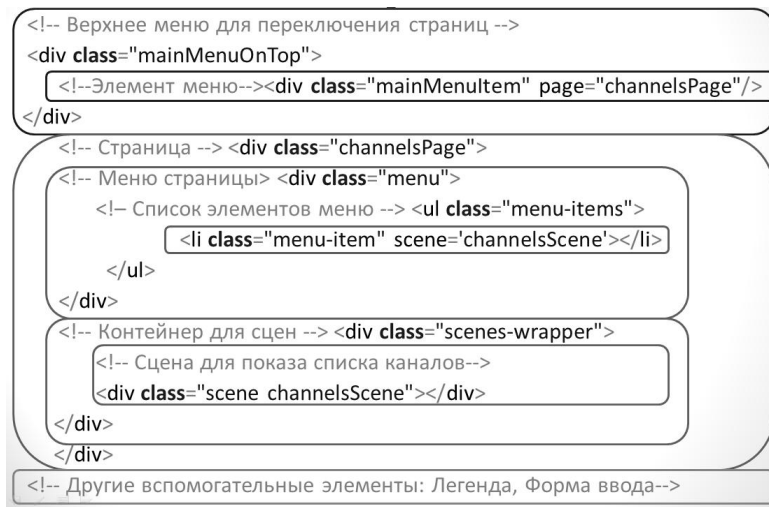 <!-- Верхнее меню для переключения страниц -->
<div class="mainMenuOnTop">
<!--Элемент меню--><div class="mainMenuItem" page="channelsPage"/>
</div>
<!-- Страница --> <div class="channelsPage">
<!-- Меню страницы> <div class="menu">
<!– Список элементов меню --> <ul class="menu-items">
<li class="menu-item" scene='channelsScene'></li>
</ul>
</div>
<!-- Контейнер для сцен --> <div class="scenes-wrapper">
<!-- Сцена для показа списка каналов-->
<div class="scene channelsScene"></div>
</div>
</div>
<!-- Другие вспомогательные элементы: Легенда, Форма ввода-->